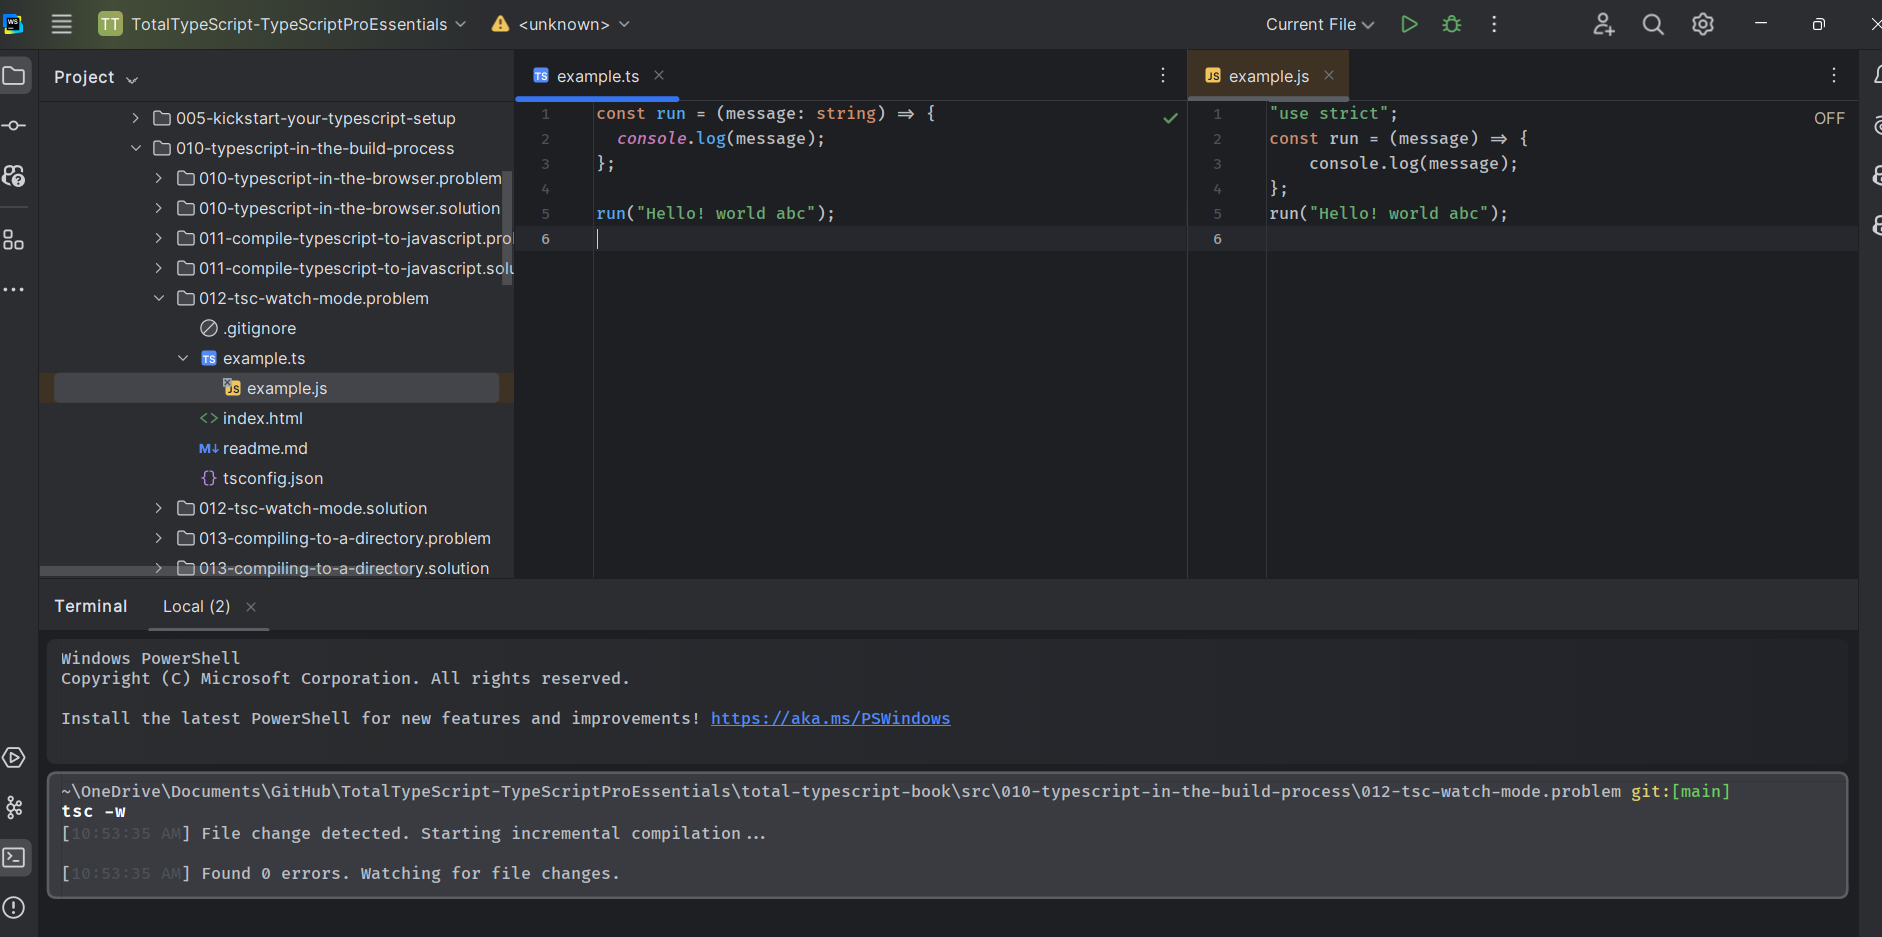 WS
TT TotalTypeScript-TypeScriptProEssentials
<unknown>
Current File
Project
005-kickstart-your-typescript-setup
010-typescript-in-the-build-process
010-typescript-in-the-browser.problem
010-typescript-in-the-browser.solution
011-compile-typescript-to-javascript.pro
011-compile-typescript-to-javascript.solu
012-tsc-watch-mode.problem
.gitignore
TS example.ts
JS example.js
<> index.html
M↓ readme.md
{} tsconfig.json
012-tsc-watch-mode.solution
013-compiling-to-a-directory.problem
013-compiling-to-a-directory.solution
TS example.ts
1 const run = (message: string) => {
2 console.log(message);
3 };
4
5 run("Hello! world abc");
6
JS example.js
OFF
1 "use strict";
2 const run = (message) => {
3 console.log(message);
4 };
5 run("Hello! world abc");
6
Terminal
Local (2)
Windows PowerShell
Copyright (C) Microsoft Corporation. All rights reserved.
Install the latest PowerShell for new features and improvements! https://aka.ms/PSWindows
~\OneDrive\Documents\GitHub\TotalTypeScript-TypeScriptProEssentials\total-typescript-book\src\010-typescript-in-the-build-process\012-tsc-watch-mode.problem git:[main]
tsc -w
[10:53:35 AM] File change detected. Starting incremental compilation...
[10:53:35 AM] Found 0 errors. Watching for file changes.